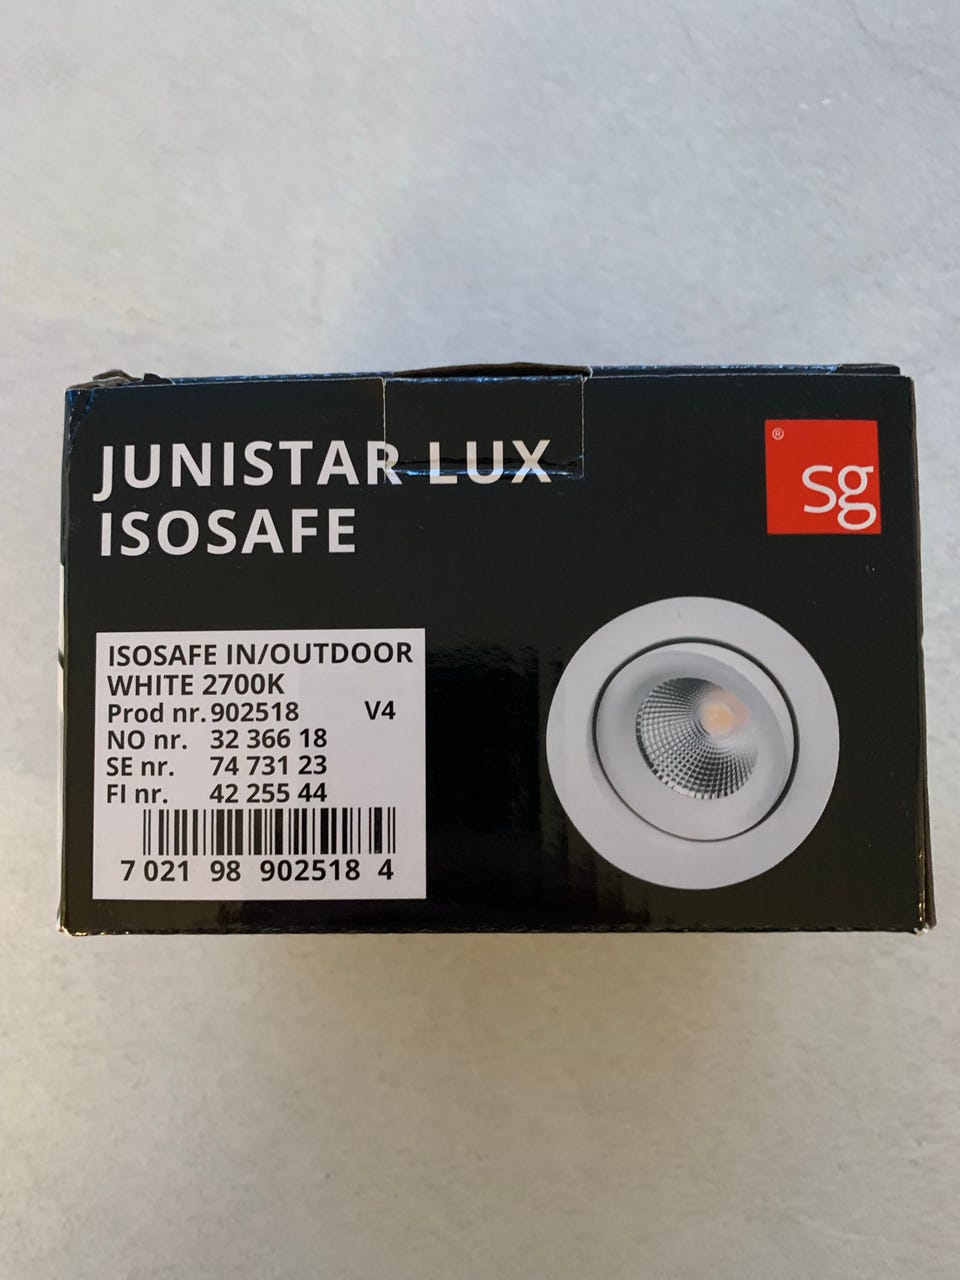 JUNISTAR LUX
ISOSAFE
® sg
ISOSAFE IN/OUTDOOR
WHITE 2700K
Prod nr. 902518 V4
NO nr. 32 366 18
SE nr. 74 731 23
FI nr. 42 255 44
7 021 98 902518 4